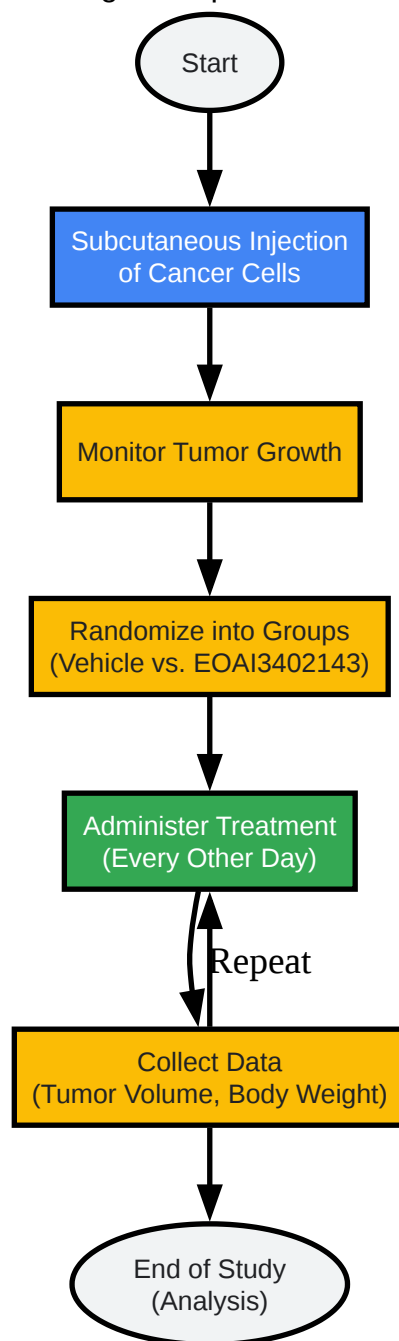 Start
Subcutaneous Injection
of Cancer Cells
Monitor Tumor Growth
Randomize into Groups
(Vehicle vs. EOAI3402143)
Administer Treatment
(Every Other Day)
Repeat
Collect Data
(Tumor Volume, Body Weight)
End of Study
(Analysis)